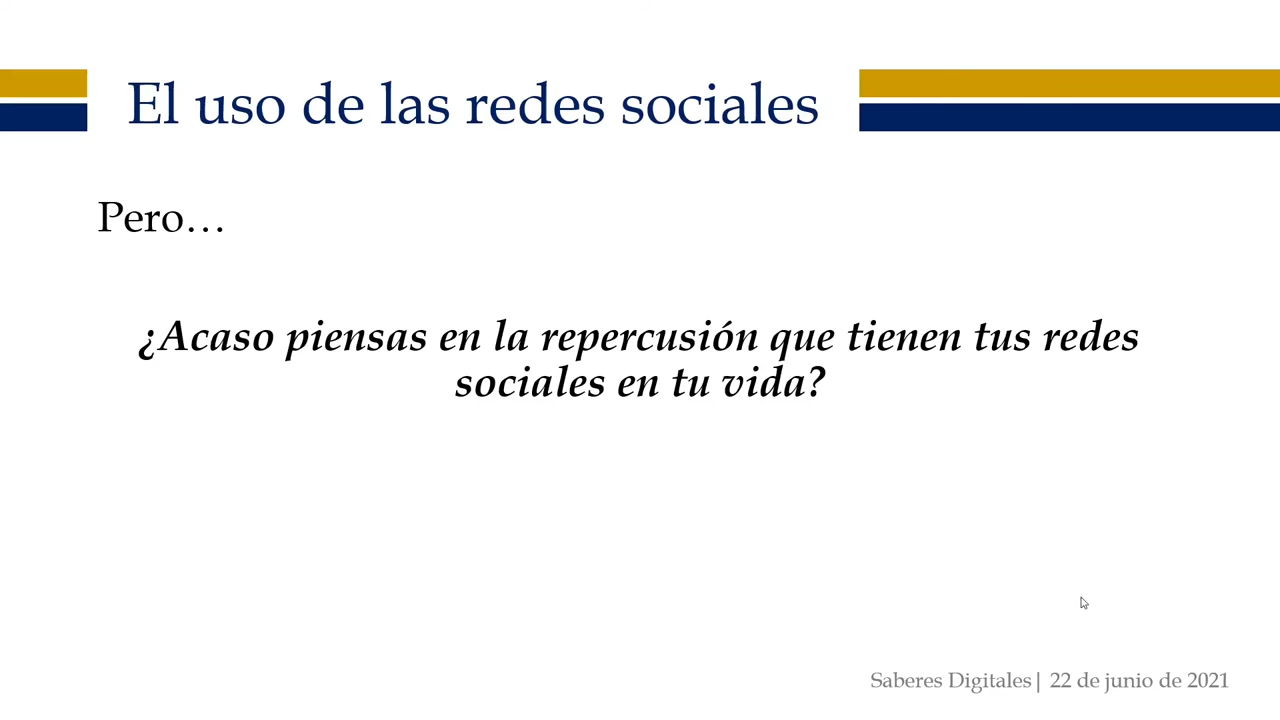 El uso de las redes sociales
Pero…
¿Acaso piensas en la repercusión que tienen tus redes
sociales en tu vida?
Saberes Digitales| 22 de junio de 2021